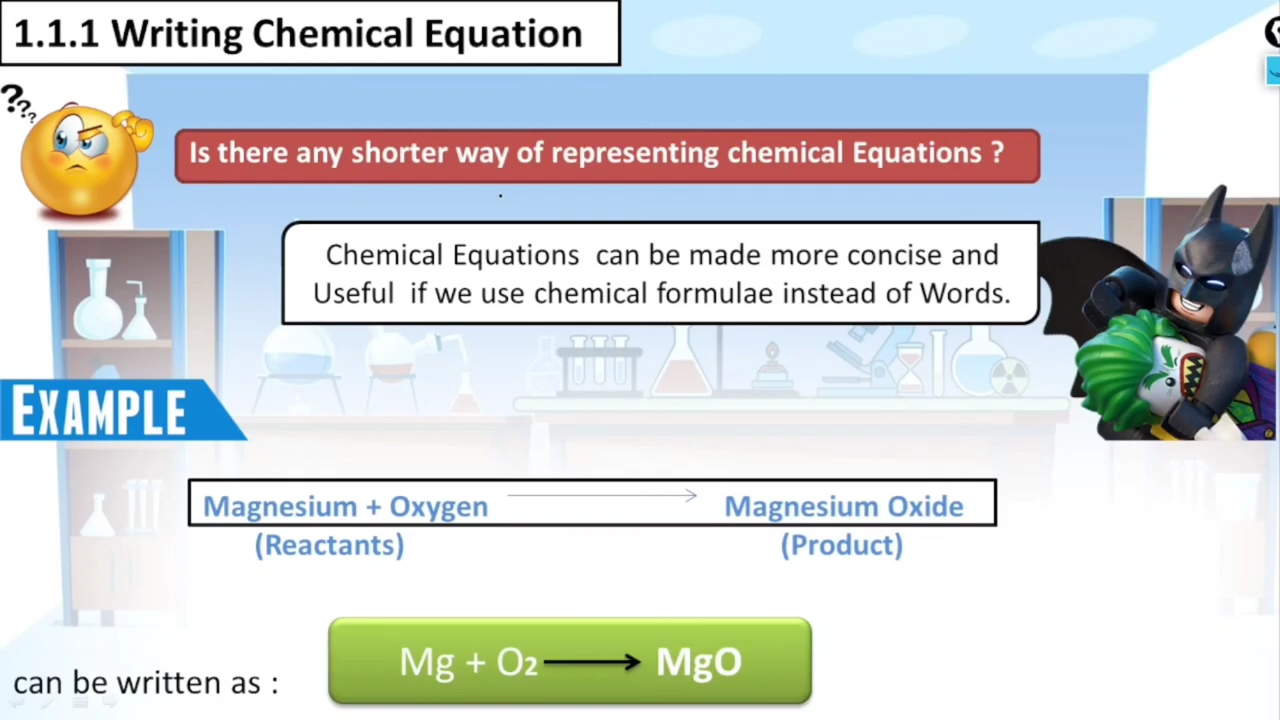 1.1.1 Writing Chemical Equation
???
Is there any shorter way of representing chemical Equations ?
Chemical Equations can be made more concise and
Useful if we use chemical formulae instead of Words.
EXAMPLE
Magnesium + Oxygen ⟶ Magnesium Oxide
(Reactants) (Product)
can be written as : Mg + O₂ ⟶ MgO